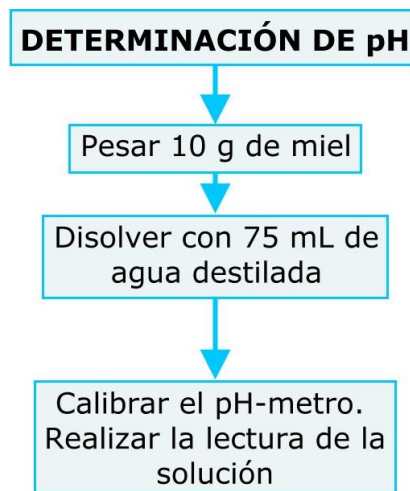 DETERMINACIÓN DE pH
Pesar 10 g de miel
Disolver con 75 mL de
agua destilada
Calibrar el pH-metro.
Realizar la lectura de la
solución